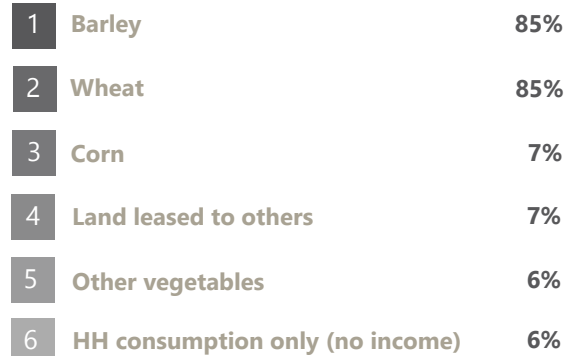 1 Barley 85%
2 Wheat 85%
3 Corn 7%
4 Land leased to others 7%
5 Other vegetables 6%
6 HH consumption only (no income) 6%